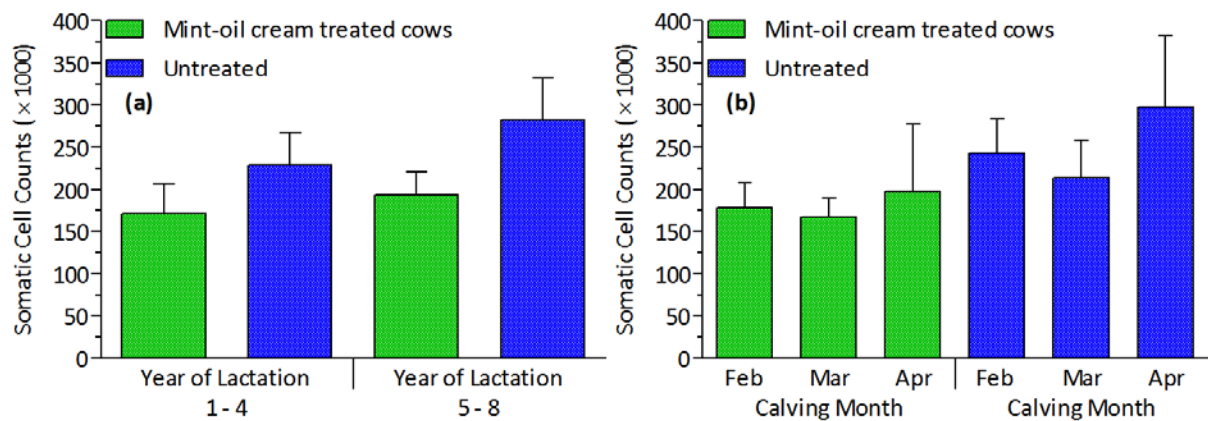 Somatic Cell Counts ( × 1000)
400
350
300
250
200
150
100
50
0
Mint-oil cream treated cows
Untreated
(a)
Year of Lactation Year of Lactation
1 - 4 5 - 8
Somatic Cell Counts ( × 1000)
400
350
300
250
200
150
100
50
0
Mint-oil cream treated cows
Untreated
(b)
Feb Mar Apr Feb Mar Apr
Calving Month Calving Month